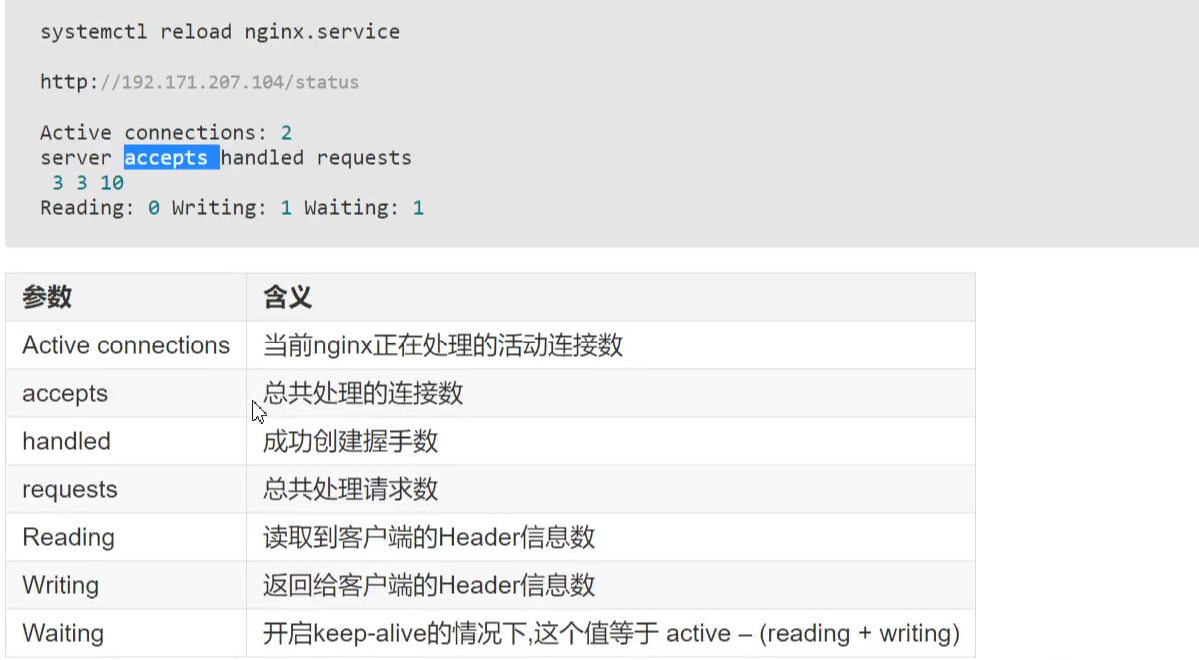 systemctl reload nginx.service
http://192.171.207.104/status
Active connections: 2
server accepts handled requests
3 3 10
Reading: 0 Writing: 1 Waiting: 1
参数 含义
Active connections 当前nginx正在处理的活动连接数
accepts 总共处理的连接数
handled 成功创建握手数
requests 总共处理请求数
Reading 读取到客户端的Header信息数
Writing 返回给客户端的Header信息数
Waiting 开启keep-alive的情况下,这个值等于 active – (reading + writing)